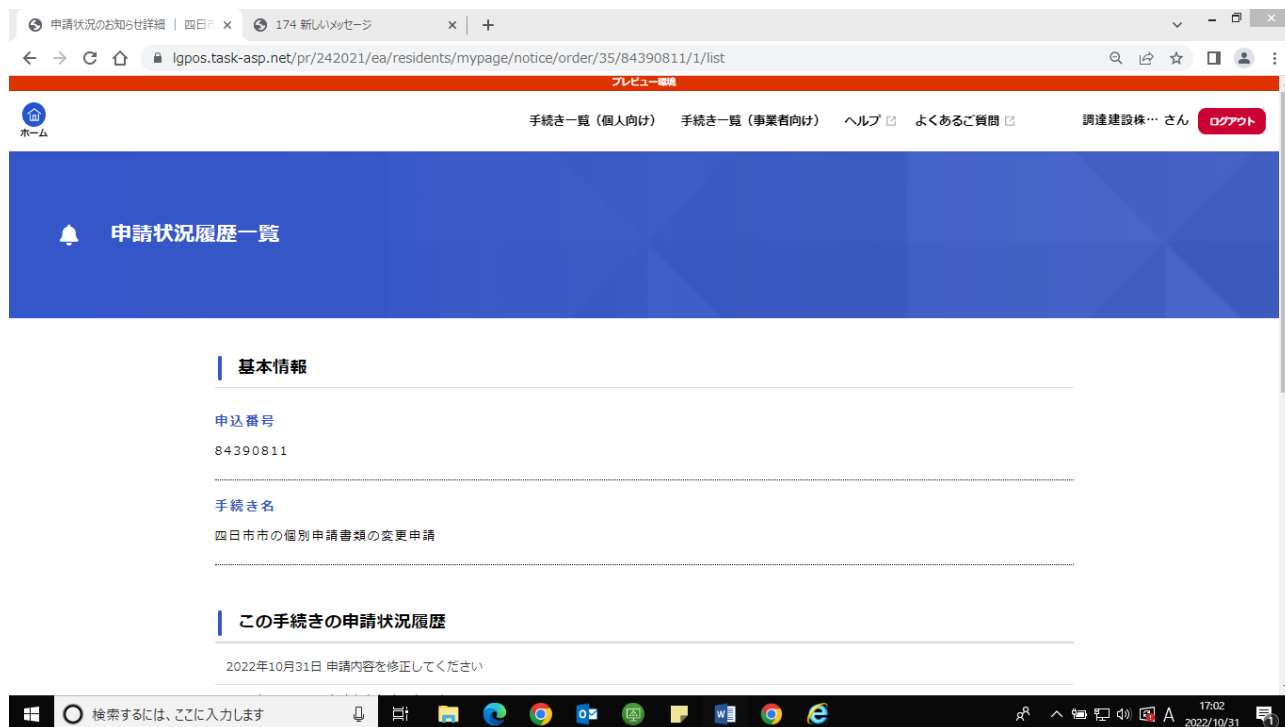 申請状況のお知らせ詳細 | 四日市
174 新しいメッセージ
lgpos.task-asp.net/pr/242021/ea/residents/mypage/notice/order/35/84390811/1/list
プレビュー環境
ホーム
手続き一覧（個人向け） 手続き一覧（事業者向け） ヘルプ よくあるご質問 調達建設株… さん ログアウト
申請状況履歴一覧
基本情報
申込番号
84390811
手続き名
四日市市の個別申請書類の変更申請
この手続きの申請状況履歴
2022年10月31日 申請内容を修正してください
検索するには、ここに入力します
A
17:02
2022/10/31